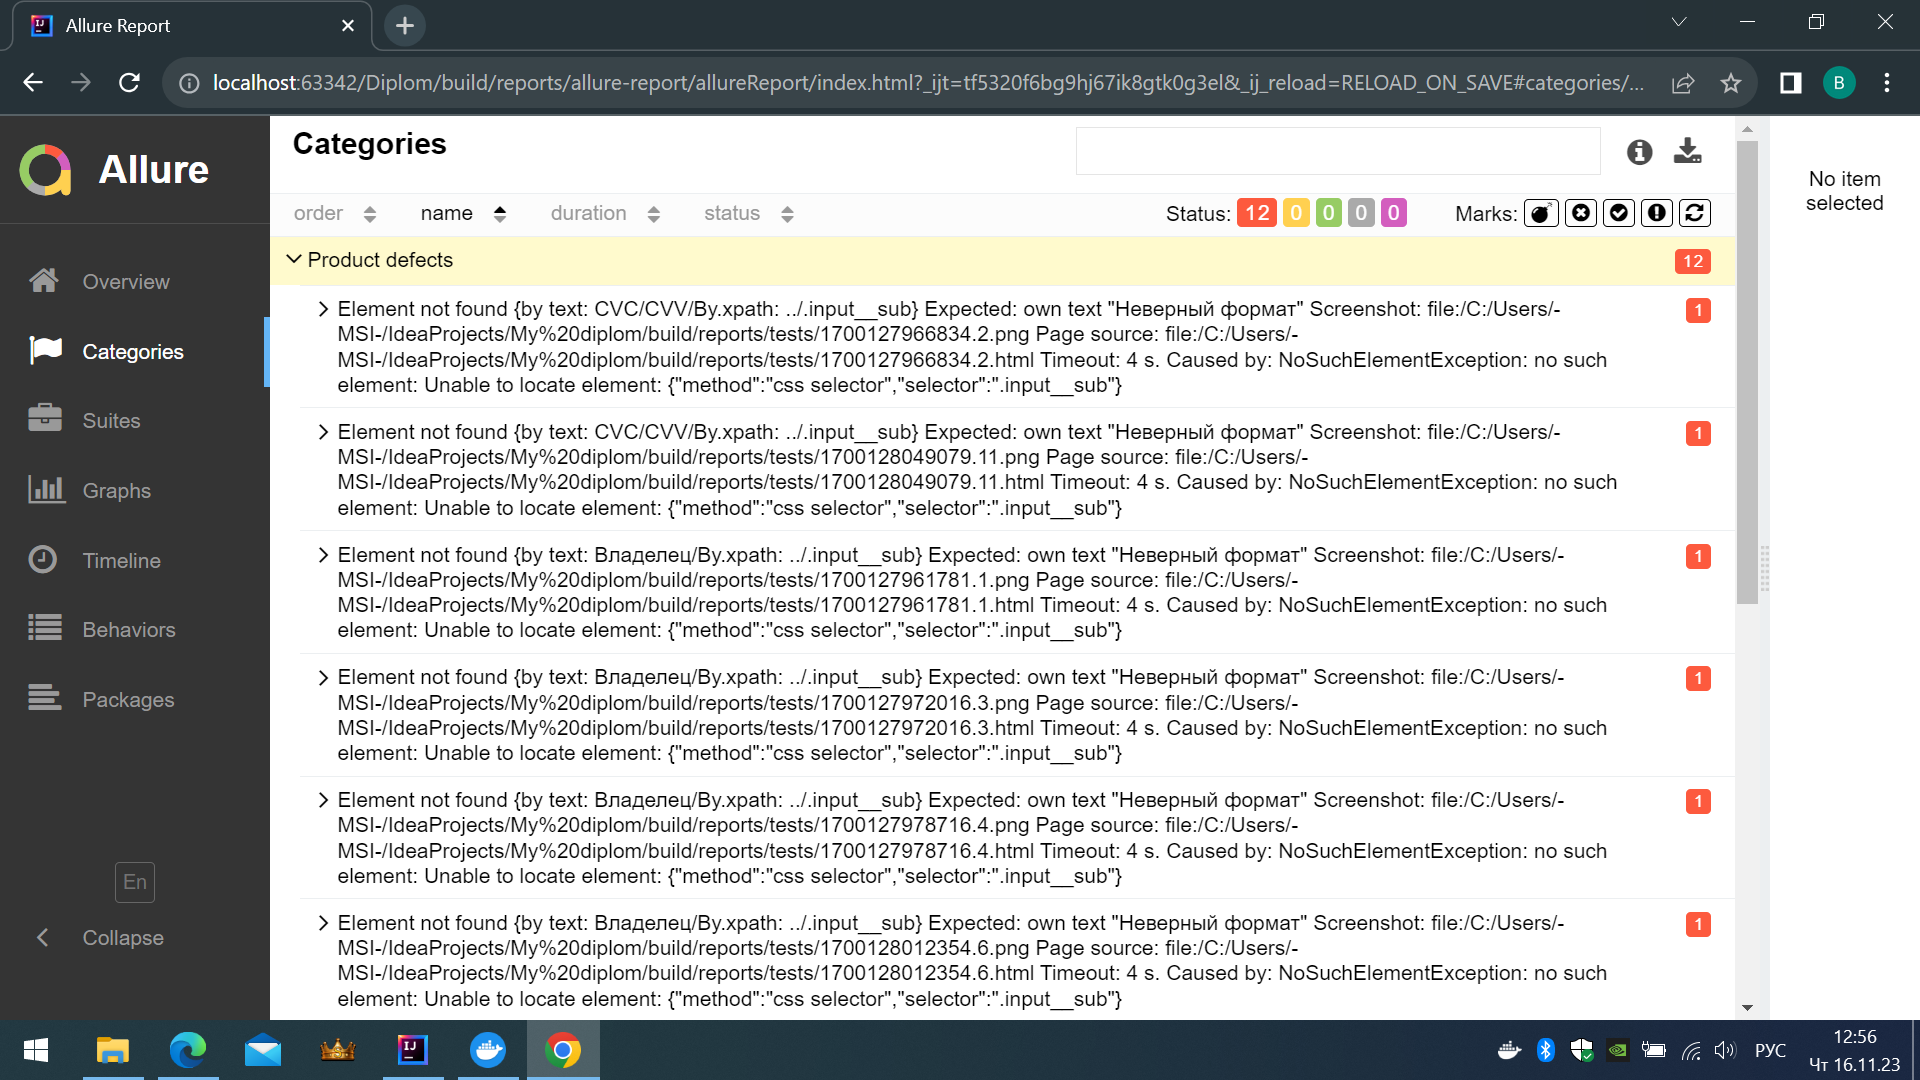 Allure Report
localhost:63342/Diplom/build/reports/allure-report/allureReport/index.html?_ijt=tf5320f6bg9hj67ik8gtk0g3el&_ij_reload=RELOAD_ON_SAVE#categories/...
B
Allure
Overview
Categories
Suites
Graphs
Timeline
Behaviors
Packages
En
Collapse
Categories
order name duration status Status: 12 0 0 0 0 Marks:
Product defects 12
Element not found {by text: CVC/CVV/By.xpath: ../.input__sub} Expected: own text "Неверный формат" Screenshot: file:/C:/Users/- 1
MSI-/IdeaProjects/My%20diplom/build/reports/tests/1700127966834.2.png Page source: file:/C:/Users/-
MSI-/IdeaProjects/My%20diplom/build/reports/tests/1700127966834.2.html Timeout: 4 s. Caused by: NoSuchElementException: no such
element: Unable to locate element: {"method":"css selector","selector":".input__sub"}
Element not found {by text: CVC/CVV/By.xpath: ../.input__sub} Expected: own text "Неверный формат" Screenshot: file:/C:/Users/- 1
MSI-/IdeaProjects/My%20diplom/build/reports/tests/1700128049079.11.png Page source: file:/C:/Users/-
MSI-/IdeaProjects/My%20diplom/build/reports/tests/1700128049079.11.html Timeout: 4 s. Caused by: NoSuchElementException: no such
element: Unable to locate element: {"method":"css selector","selector":".input__sub"}
Element not found {by text: Владелец/By.xpath: ../.input__sub} Expected: own text "Неверный формат" Screenshot: file:/C:/Users/- 1
MSI-/IdeaProjects/My%20diplom/build/reports/tests/1700127961781.1.png Page source: file:/C:/Users/-
MSI-/IdeaProjects/My%20diplom/build/reports/tests/1700127961781.1.html Timeout: 4 s. Caused by: NoSuchElementException: no such
element: Unable to locate element: {"method":"css selector","selector":".input__sub"}
Element not found {by text: Владелец/By.xpath: ../.input__sub} Expected: own text "Неверный формат" Screenshot: file:/C:/Users/- 1
MSI-/IdeaProjects/My%20diplom/build/reports/tests/1700127972016.3.png Page source: file:/C:/Users/-
MSI-/IdeaProjects/My%20diplom/build/reports/tests/1700127972016.3.html Timeout: 4 s. Caused by: NoSuchElementException: no such
element: Unable to locate element: {"method":"css selector","selector":".input__sub"}
Element not found {by text: Владелец/By.xpath: ../.input__sub} Expected: own text "Неверный формат" Screenshot: file:/C:/Users/- 1
MSI-/IdeaProjects/My%20diplom/build/reports/tests/1700127978716.4.png Page source: file:/C:/Users/-
MSI-/IdeaProjects/My%20diplom/build/reports/tests/1700127978716.4.html Timeout: 4 s. Caused by: NoSuchElementException: no such
element: Unable to locate element: {"method":"css selector","selector":".input__sub"}
Element not found {by text: Владелец/By.xpath: ../.input__sub} Expected: own text "Неверный формат" Screenshot: file:/C:/Users/- 1
MSI-/IdeaProjects/My%20diplom/build/reports/tests/1700128012354.6.png Page source: file:/C:/Users/-
MSI-/IdeaProjects/My%20diplom/build/reports/tests/1700128012354.6.html Timeout: 4 s. Caused by: NoSuchElementException: no such
element: Unable to locate element: {"method":"css selector","selector":".input__sub"}
No item
selected
IJ
РУС
12:56
Чт 16.11.23